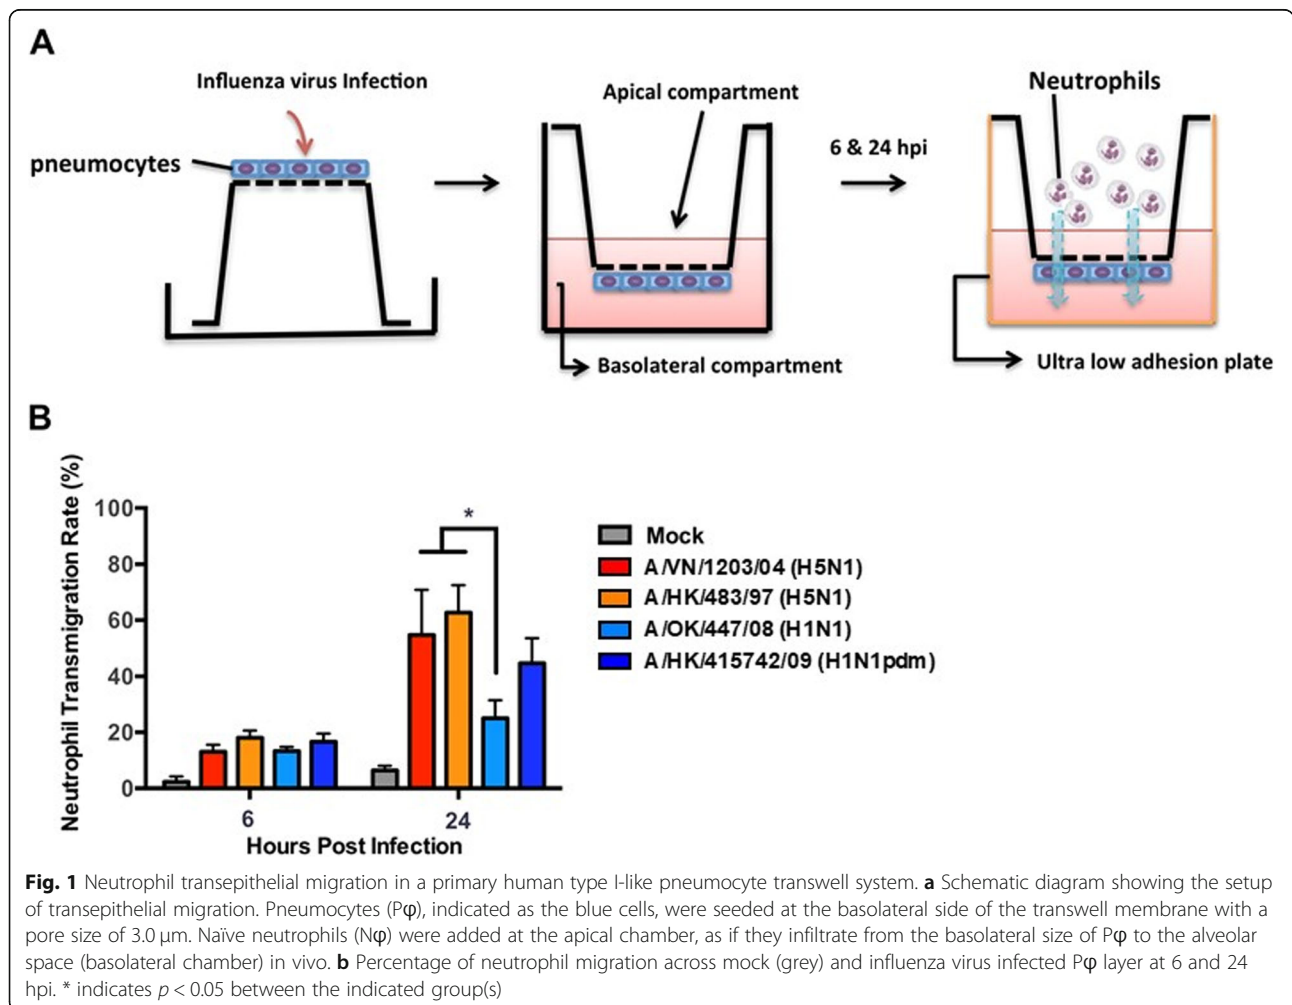 A
Influenza virus Infection
pneumocytes
Apical compartment
Basolateral compartment
6 & 24 hpi
Neutrophils
Ultra low adhesion plate
B
Neutrophil Transmigration Rate (%)
100
80
60
40
20
0
*
6
24
Hours Post Infection
Mock
A/VN/1203/04 (H5N1)
A/HK/483/97 (H5N1)
A/OK/447/08 (H1N1)
A/HK/415742/09 (H1N1pdm)
Fig. 1 Neutrophil transepithelial migration in a primary human type I-like pneumocyte transwell system. a Schematic diagram showing the setup
of transepithelial migration. Pneumocytes (Pφ), indicated as the blue cells, were seeded at the basolateral side of the transwell membrane with a
pore size of 3.0 μm. Naïve neutrophils (Nφ) were added at the apical chamber, as if they infiltrate from the basolateral size of Pφ to the alveolar
space (basolateral chamber) in vivo. b Percentage of neutrophil migration across mock (grey) and influenza virus infected Pφ layer at 6 and 24
hpi. * indicates p < 0.05 between the indicated group(s)